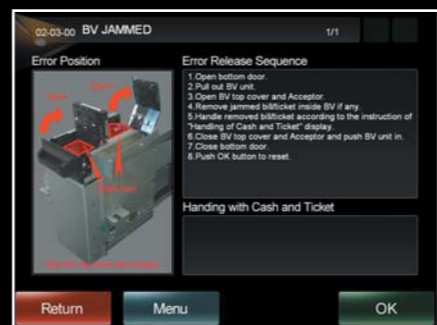 02-03-00 BV JAMMED 1/1
Error Position
Error Release Sequence
1.Open bottom door.
2.Pull out BV unit.
3.Open BV top cover and Acceptor.
4.Remove jammed bill/ticket inside BV if any.
5.Handle removed bill/ticket according to the instruction of
"Handling of Cash and Ticket" display.
6.Close BV top cover and Acceptor and push BV unit in.
7.Close bottom door.
8.Push OK button to reset.
Handing with Cash and Ticket
Return
Menu
OK